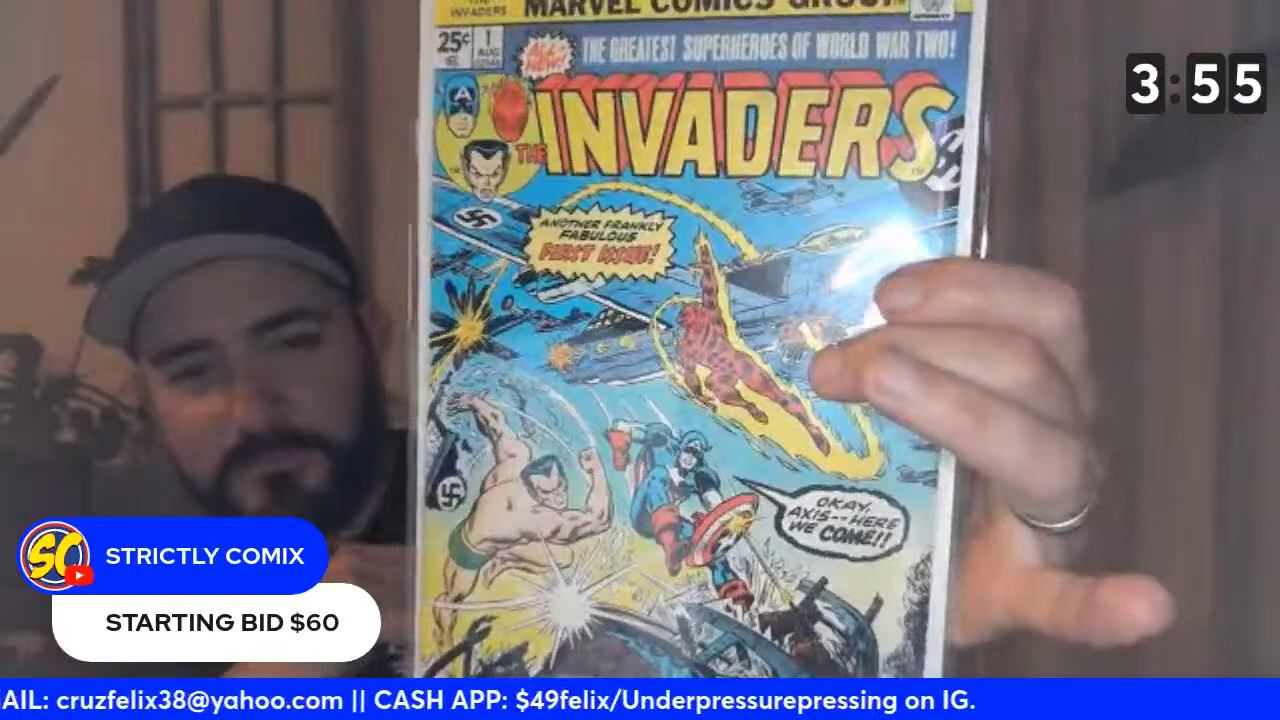 THE
INVADERS
MARVEL COMICS GROUP
25¢
1
AUG
ALL
NEW!
THE GREATEST SUPERHEROES OF WORLD WAR TWO!
THE INVADERS
ANOTHER FRANKLY
FABULOUS
FIRST ISSUE!
OKAY,
AXIS--HERE
WE COME!!
3:55
SC
STRICTLY COMIX
STARTING BID $60
AIL: cruzfelix38@yahoo.com || CASH APP: $49felix/Underpressurepressing on IG.